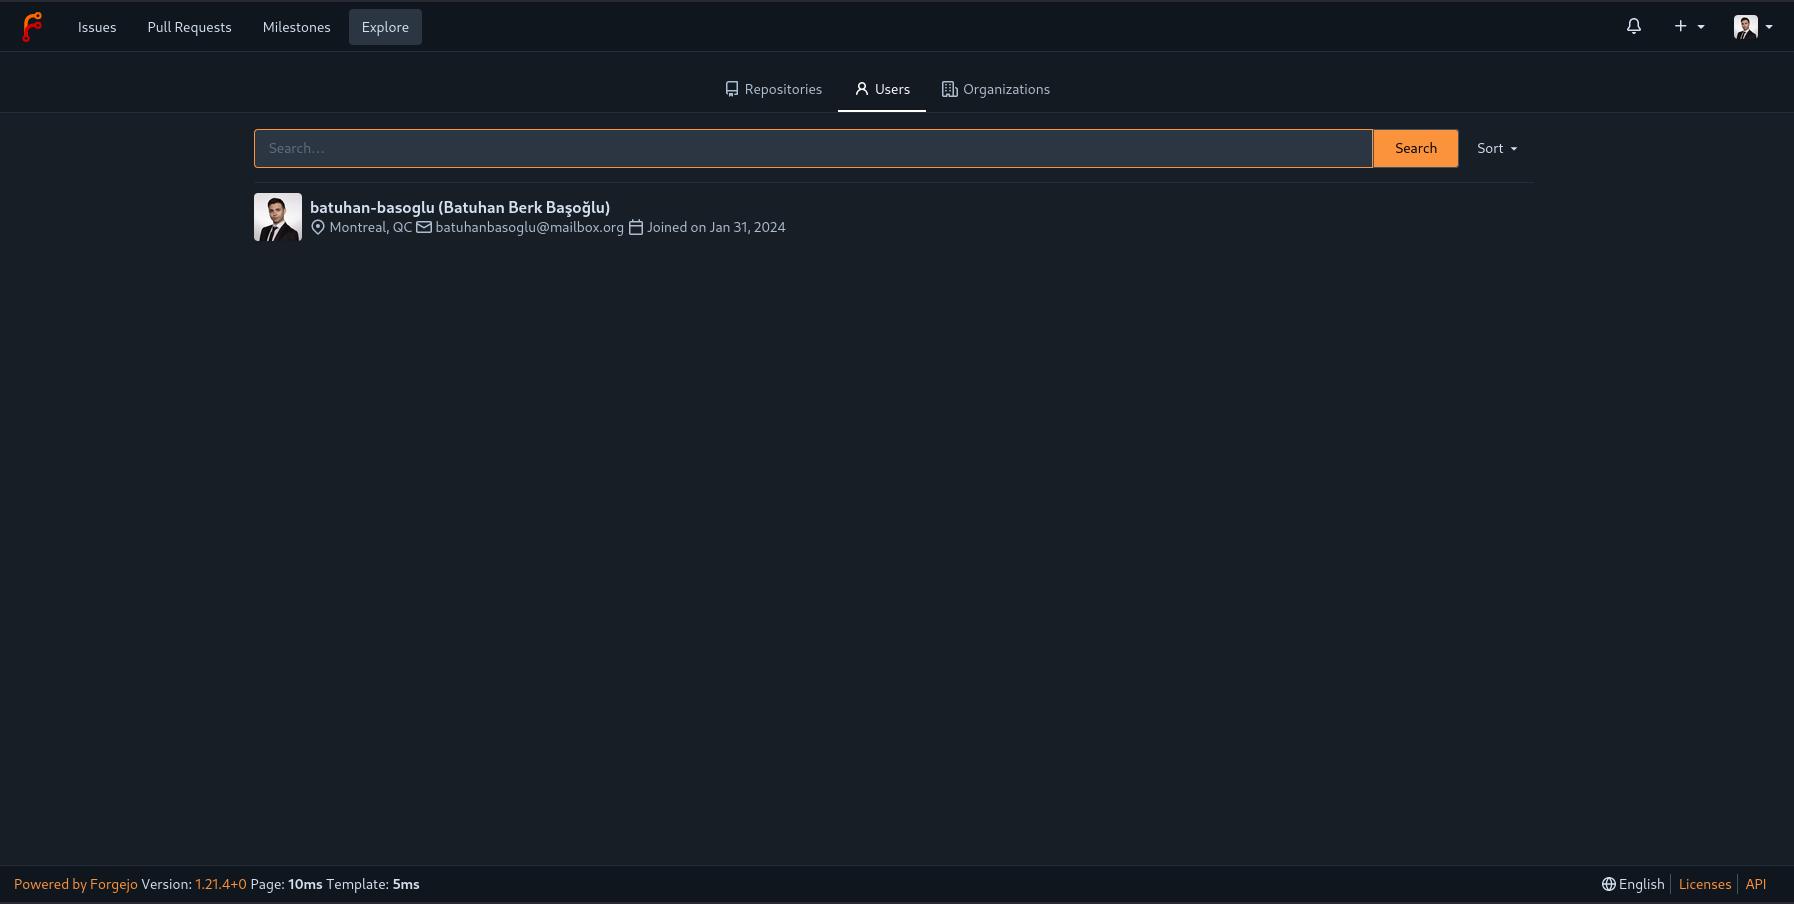 Issues Pull Requests Milestones Explore
Repositories Users Organizations
Search... Search Sort
batuhan-basoglu (Batuhan Berk Başoğlu)
Montreal, QC batuhanbasoglu@mailbox.org Joined on Jan 31, 2024
Powered by Forgejo Version: 1.21.4+0 Page: 10ms Template: 5ms English Licenses API